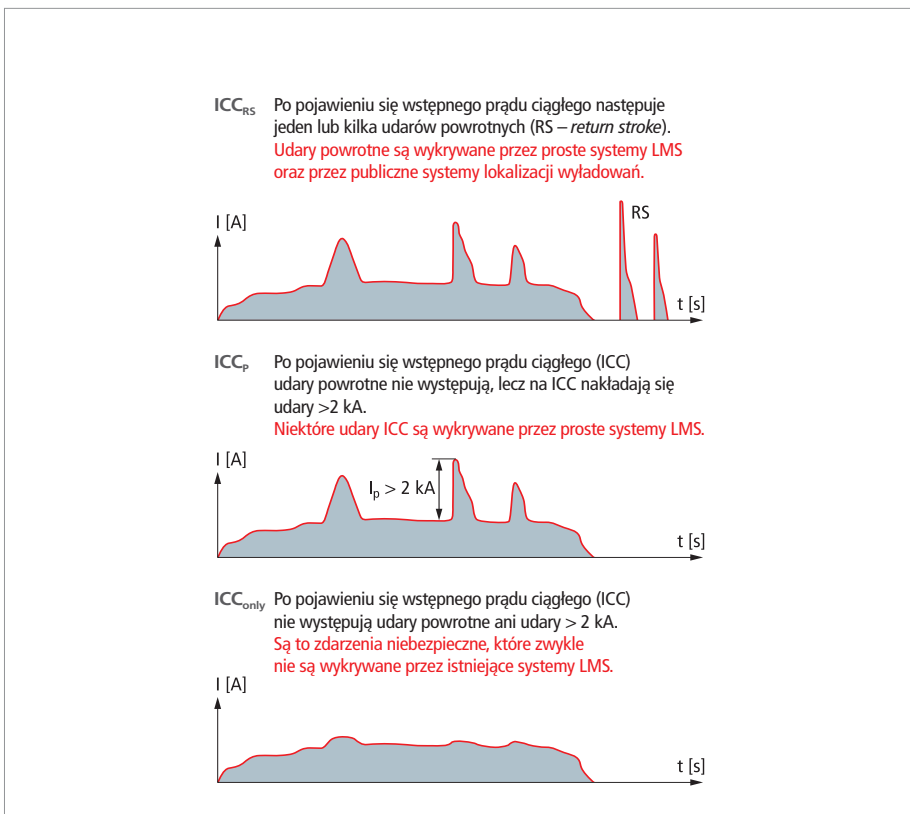 ICC_RS Po pojawieniu się wstępnego prądu ciągłego następuje
jeden lub kilka udarów powrotnych (RS – return stroke).
Udary powrotne są wykrywane przez proste systemy LMS
oraz przez publiczne systemy lokalizacji wyładowań.
I [A]
RS
t [s]
ICC_P Po pojawieniu się wstępnego prądu ciągłego (ICC)
udary powrotne nie występują, lecz na ICC nakładają się
udary >2 kA.
Niektóre udary ICC są wykrywane przez proste systemy LMS.
I [A]
I_p > 2 kA
t [s]
ICC_only Po pojawieniu się wstępnego prądu ciągłego (ICC)
nie występują udary powrotne ani udary > 2 kA.
Są to zdarzenia niebezpieczne, które zwykle
nie są wykrywane przez istniejące systemy LMS.
I [A]
t [s]